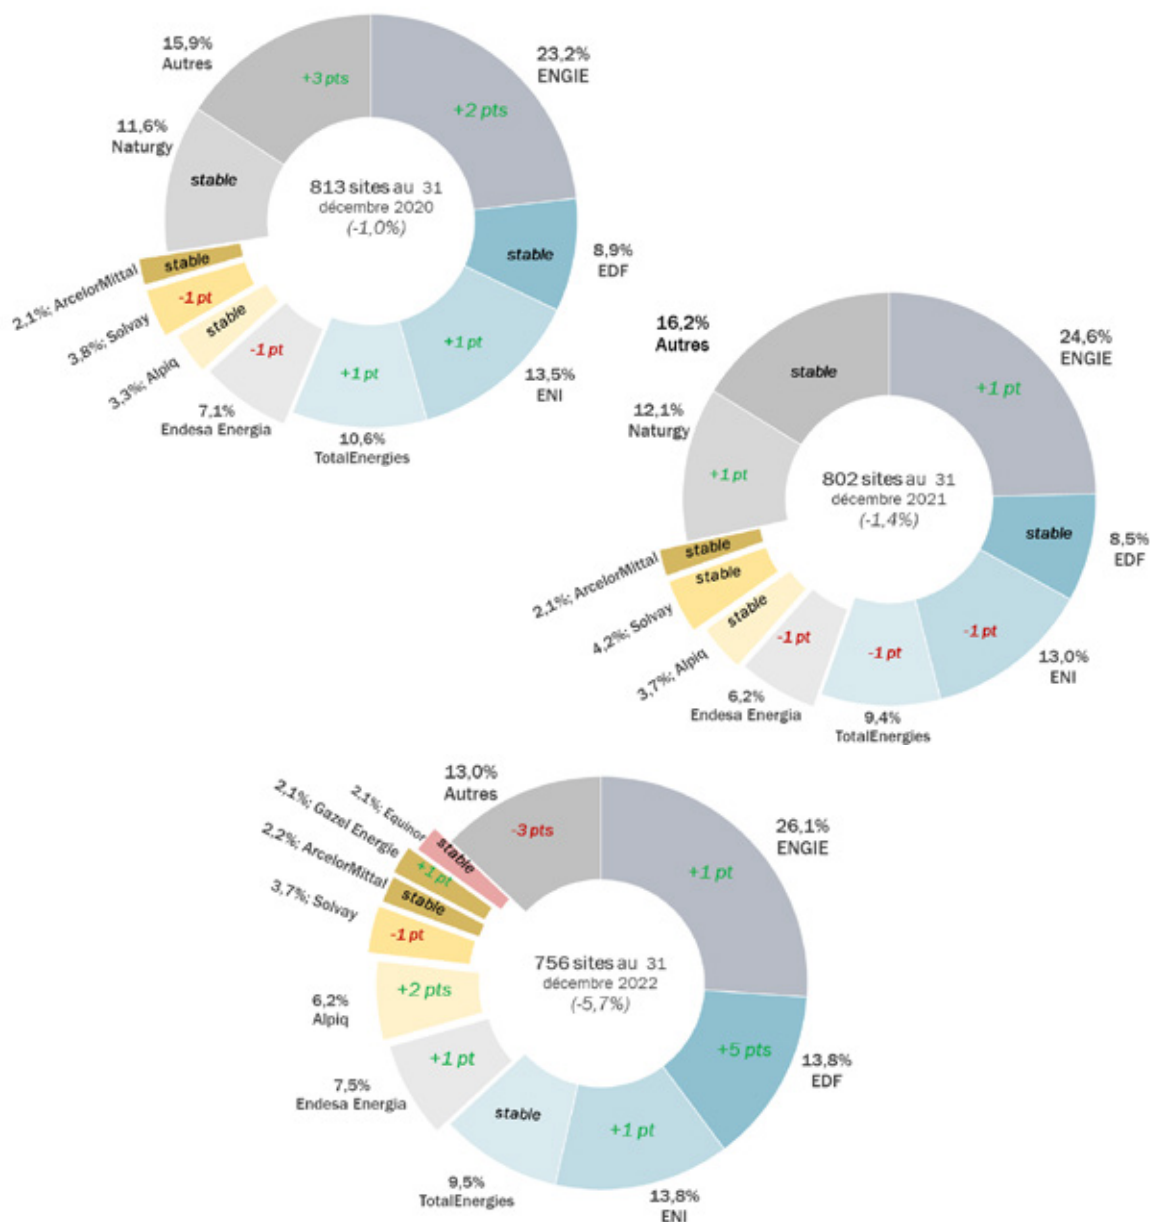 15,9%
Autres
+3 pts
23,2%
ENGIE
+2 pts
11,6%
Naturgy
stable
813 sites au 31
décembre 2020
(-1,0%)
stable
8,9%
EDF
2,1%; ArcelorMittal
stable
3,8%; Solvay
-1 pt
3,3%; Alpiq
stable
-1 pt
7,1%
Endesa Energia
+1 pt
10,6%
TotalEnergies
+1 pt
13,5%
ENI
16,2%
Autres
stable
24,6%
ENGIE
+1 pt
12,1%
Naturgy
+1 pt
802 sites au 31
décembre 2021
(-1,4%)
stable
8,5%
EDF
2,1%; ArcelorMittal
stable
4,2%; Solvay
stable
3,7%; Alpiq
stable
-1 pt
6,2%
Endesa Energia
-1 pt
9,4%
TotalEnergies
-1 pt
13,0%
ENI
13,0%
Autres
-3 pts
2,1%; Equinor
stable
2,1%; Gazel Energie
+1 pt
2,2%; ArcelorMittal
stable
3,7%; Solvay
-1 pt
26,1%
ENGIE
+1 pt
756 sites au 31
décembre 2022
(-5,7%)
6,2%
Alpiq
+2 pts
7,5%
Endesa Energia
+1 pt
+5 pts
13,8%
EDF
stable
9,5%
TotalEnergies
+1 pt
13,8%
ENI